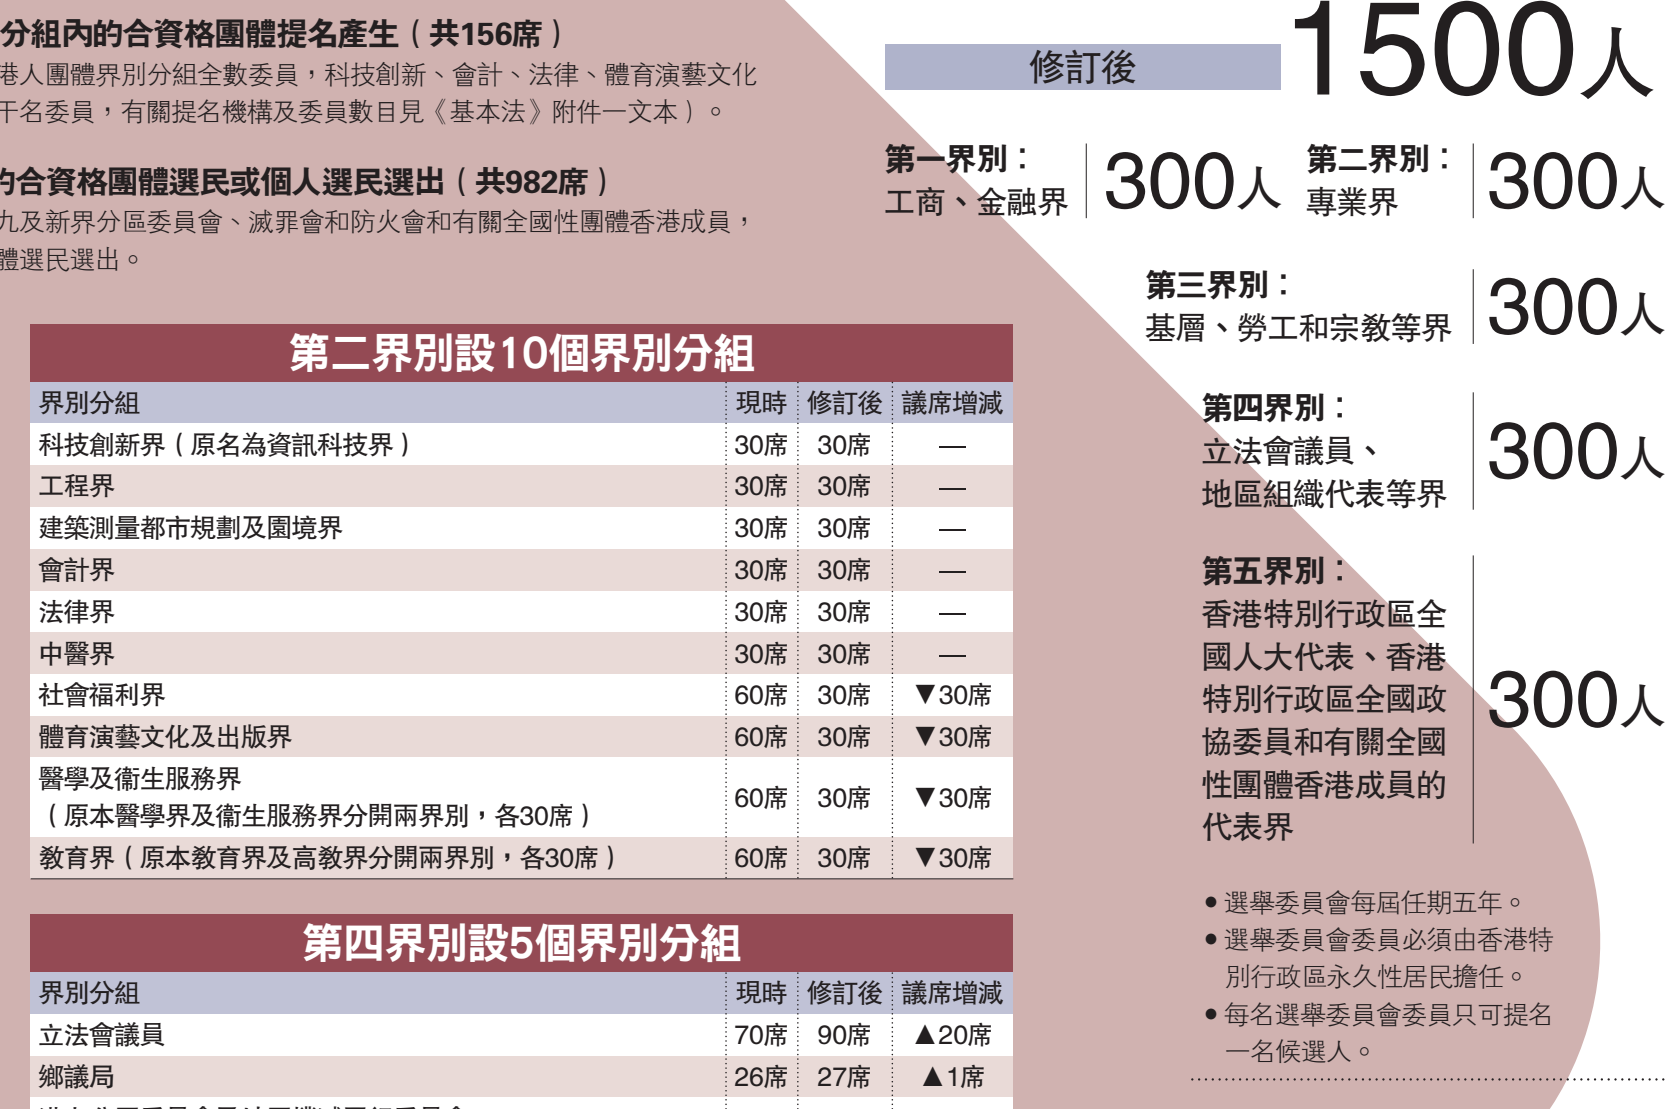 分組內的合資格團體提名產生（共156席）
港人團體界別分組全數委員，科技創新、會計、法律、體育演藝文化
干名委員，有關提名機構及委員數目見《基本法》附件一文本）。
的合資格團體選民或個人選民選出（共982席）
九及新界分區委員會、滅罪會和防火會和有關全國性團體香港成員，
體選民選出。
第二界別設10個界別分組
界別分組 現時 修訂後 議席增減
科技創新界（原名為資訊科技界） 30席 30席 —
工程界 30席 30席 —
建築測量都市規劃及園境界 30席 30席 —
會計界 30席 30席 —
法律界 30席 30席 —
中醫界 30席 30席 —
社會福利界 60席 30席 ▼30席
體育演藝文化及出版界 60席 30席 ▼30席
醫學及衞生服務界
（原本醫學界及衞生服務界分開兩界別，各30席） 60席 30席 ▼30席
教育界（原本教育界及高教界分開兩界別，各30席） 60席 30席 ▼30席
第四界別設5個界別分組
界別分組 現時 修訂後 議席增減
立法會議員 70席 90席 ▲20席
鄉議局 26席 27席 ▲1席
修訂後 1500人
第一界別：
工商、金融界 300人
第二界別：
專業界 300人
第三界別：
基層、勞工和宗教等界 300人
第四界別：
立法會議員、
地區組織代表等界 300人
第五界別：
香港特別行政區全
國人大代表、香港
特別行政區全國政
協委員和有關全國
性團體香港成員的
代表界 300人
●選舉委員會每屆任期五年。
●選舉委員會委員必須由香港特
別行政區永久性居民擔任。
●每名選舉委員會委員只可提名
一名候選人。